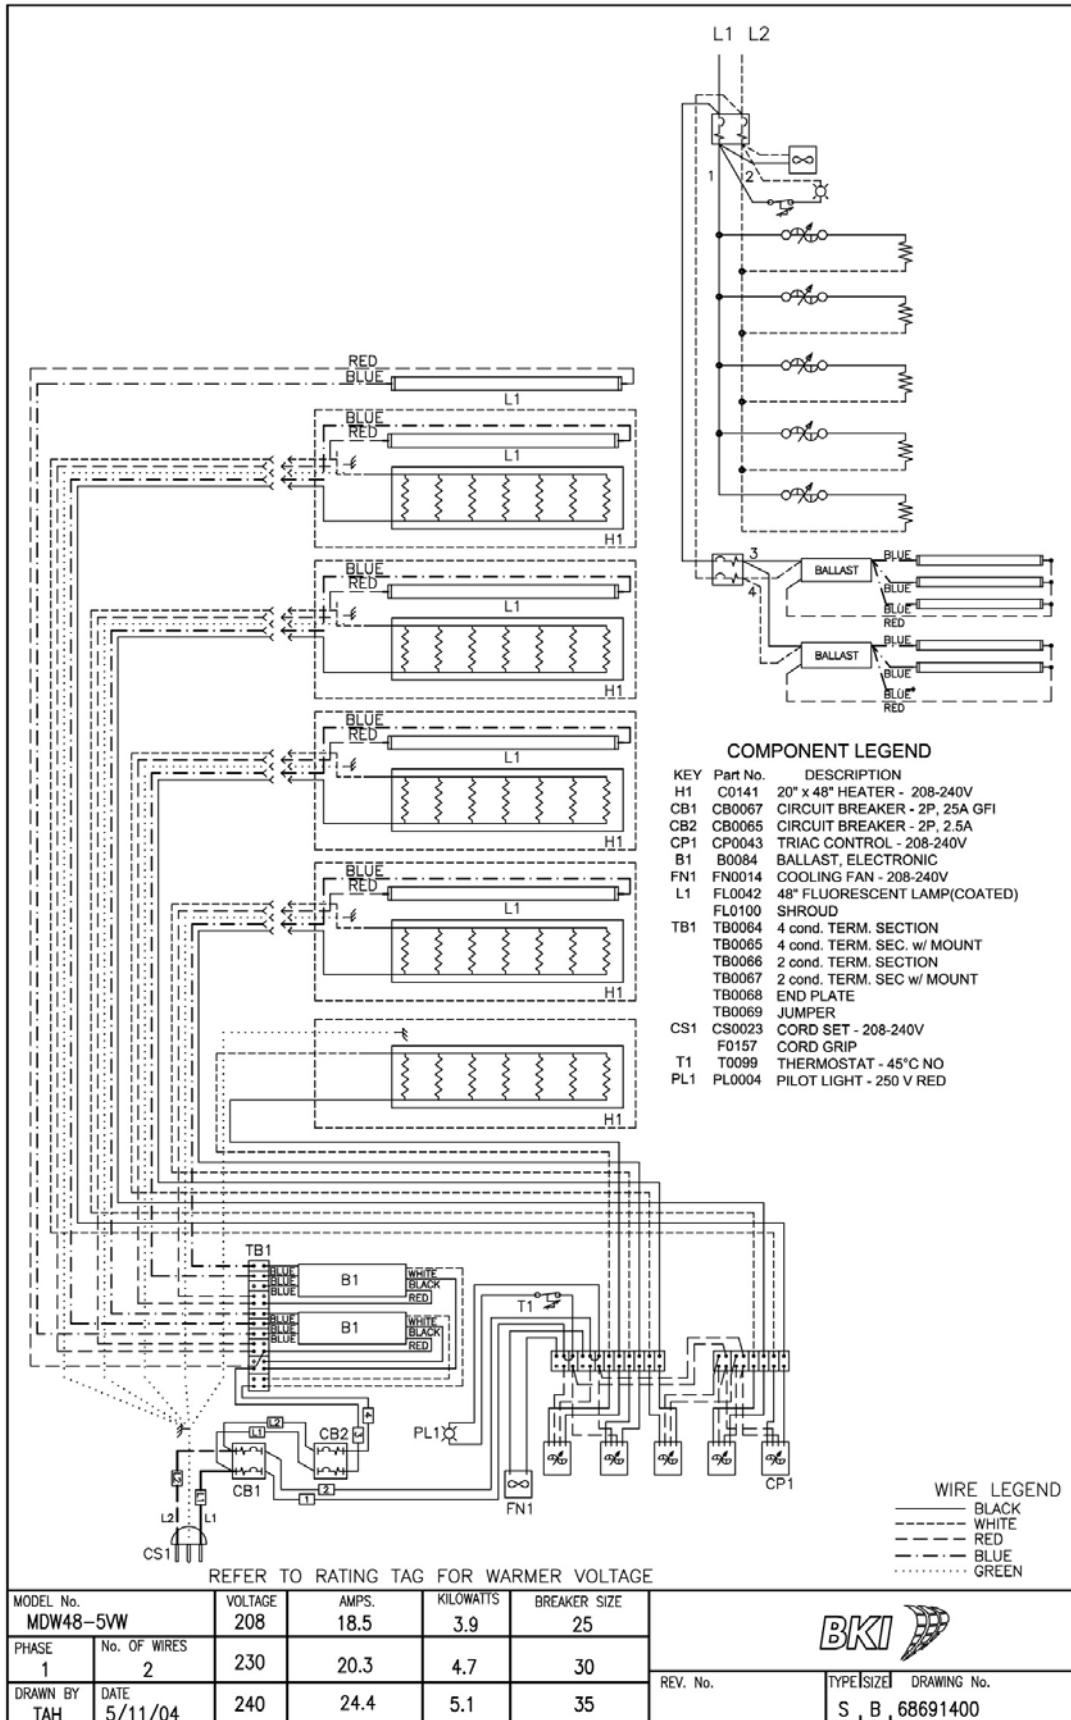 L1 L2
1 2
RED
BLUE
L1
BLUE
RED
L1
H1
BLUE
RED
L1
H1
BLUE
RED
L1
H1
BLUE
RED
L1
H1
H1
3
4
BALLAST
BLUE
BLUE
BLUE
RED
BALLAST
BLUE
BLUE
BLUE
RED
COMPONENT LEGEND
KEY Part No. DESCRIPTION
H1 C0141 20" x 48" HEATER - 208-240V
CB1 CB0067 CIRCUIT BREAKER - 2P, 25A GFI
CB2 CB0065 CIRCUIT BREAKER - 2P, 2.5A
CP1 CP0043 TRIAC CONTROL - 208-240V
B1 B0084 BALLAST, ELECTRONIC
FN1 FN0014 COOLING FAN - 208-240V
L1 FL0042 48" FLUORESCENT LAMP(COATED)
FL0100 SHROUD
TB1 TB0064 4 cond. TERM. SECTION
TB0065 4 cond. TERM. SEC. w/ MOUNT
TB0066 2 cond. TERM. SECTION
TB0067 2 cond. TERM. SEC w/ MOUNT
TB0068 END PLATE
TB0069 JUMPER
CS1 CS0023 CORD SET - 208-240V
F0157 CORD GRIP
T1 T0099 THERMOSTAT - 45°C NO
PL1 PL0004 PILOT LIGHT - 250 V RED
TB1
BLUE
BLUE
BLUE
B1
WHITE
BLACK
RED
BLUE
BLUE
BLUE
B1
WHITE
BLACK
RED
T1
4
3
L2
L1
CB2
CB1
2
1
L2
L1
L2 L1
CS1
PL1
FN1
CP1
WIRE LEGEND
BLACK
WHITE
RED
BLUE
GREEN
REFER TO RATING TAG FOR WARMER VOLTAGE
MODEL No. VOLTAGE AMPS. KILOWATTS BREAKER SIZE
MDW48-5VW 208 18.5 3.9 25
PHASE No. OF WIRES
1 2 230 20.3 4.7 30
DRAWN BY DATE
TAH 5/11/04 240 24.4 5.1 35
BKI
REV. No. TYPE SIZE DRAWING No.
S , B , 68691400